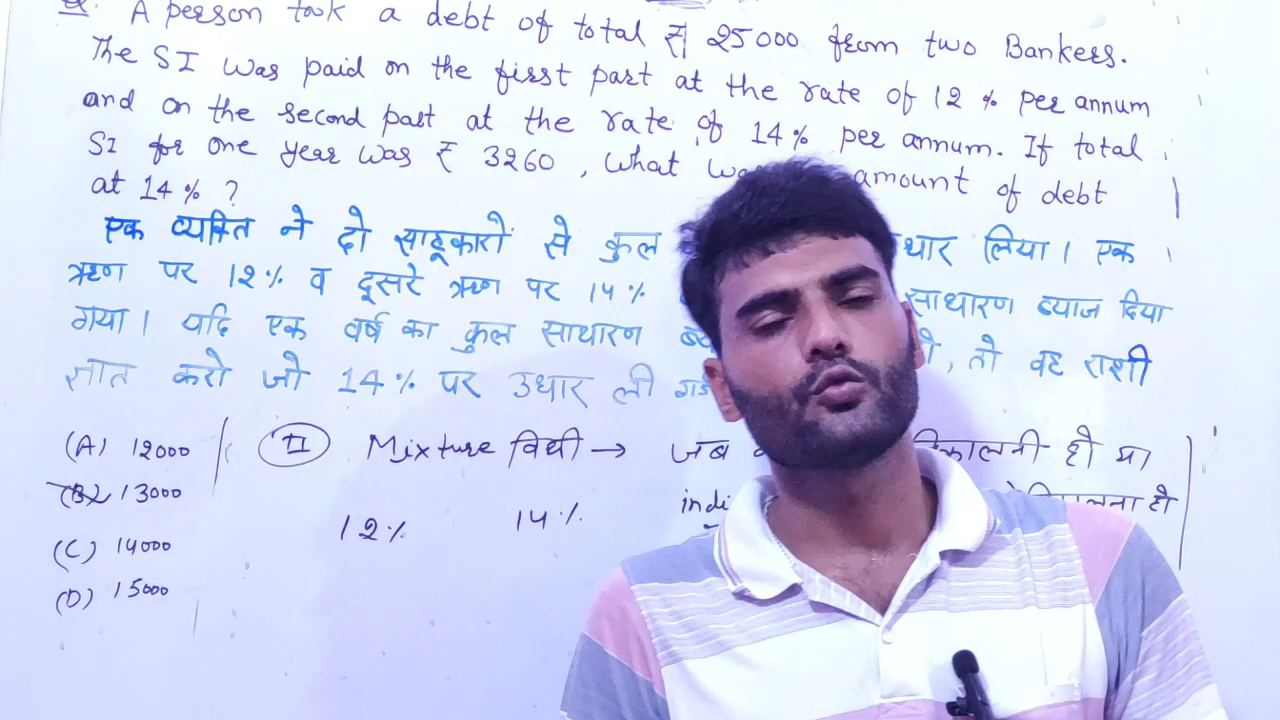 Q. A person took a debt of total ₹ 25000 from two Bankers.
The SI was paid on the first part at the rate of 12 % per annum
and on the second part at the rate of 14% per annum. If total
SI for one year was ₹ 3260, what amount of debt
at 14% ?
एक व्यक्ति ने दो साहूकारों से कुल लिया। एक
ऋण पर 12% व दूसरे ऋण पर 14% साधारण ब्याज दिया
गया। यदि एक वर्ष का कुल साधारण , तो वह राशी
ज्ञात करो जो 14% पर उधार ली
(A) 12000
(B) 13000
(C) 14000
(D) 15000
II Mixture विधी → जब हो या
12% 14%